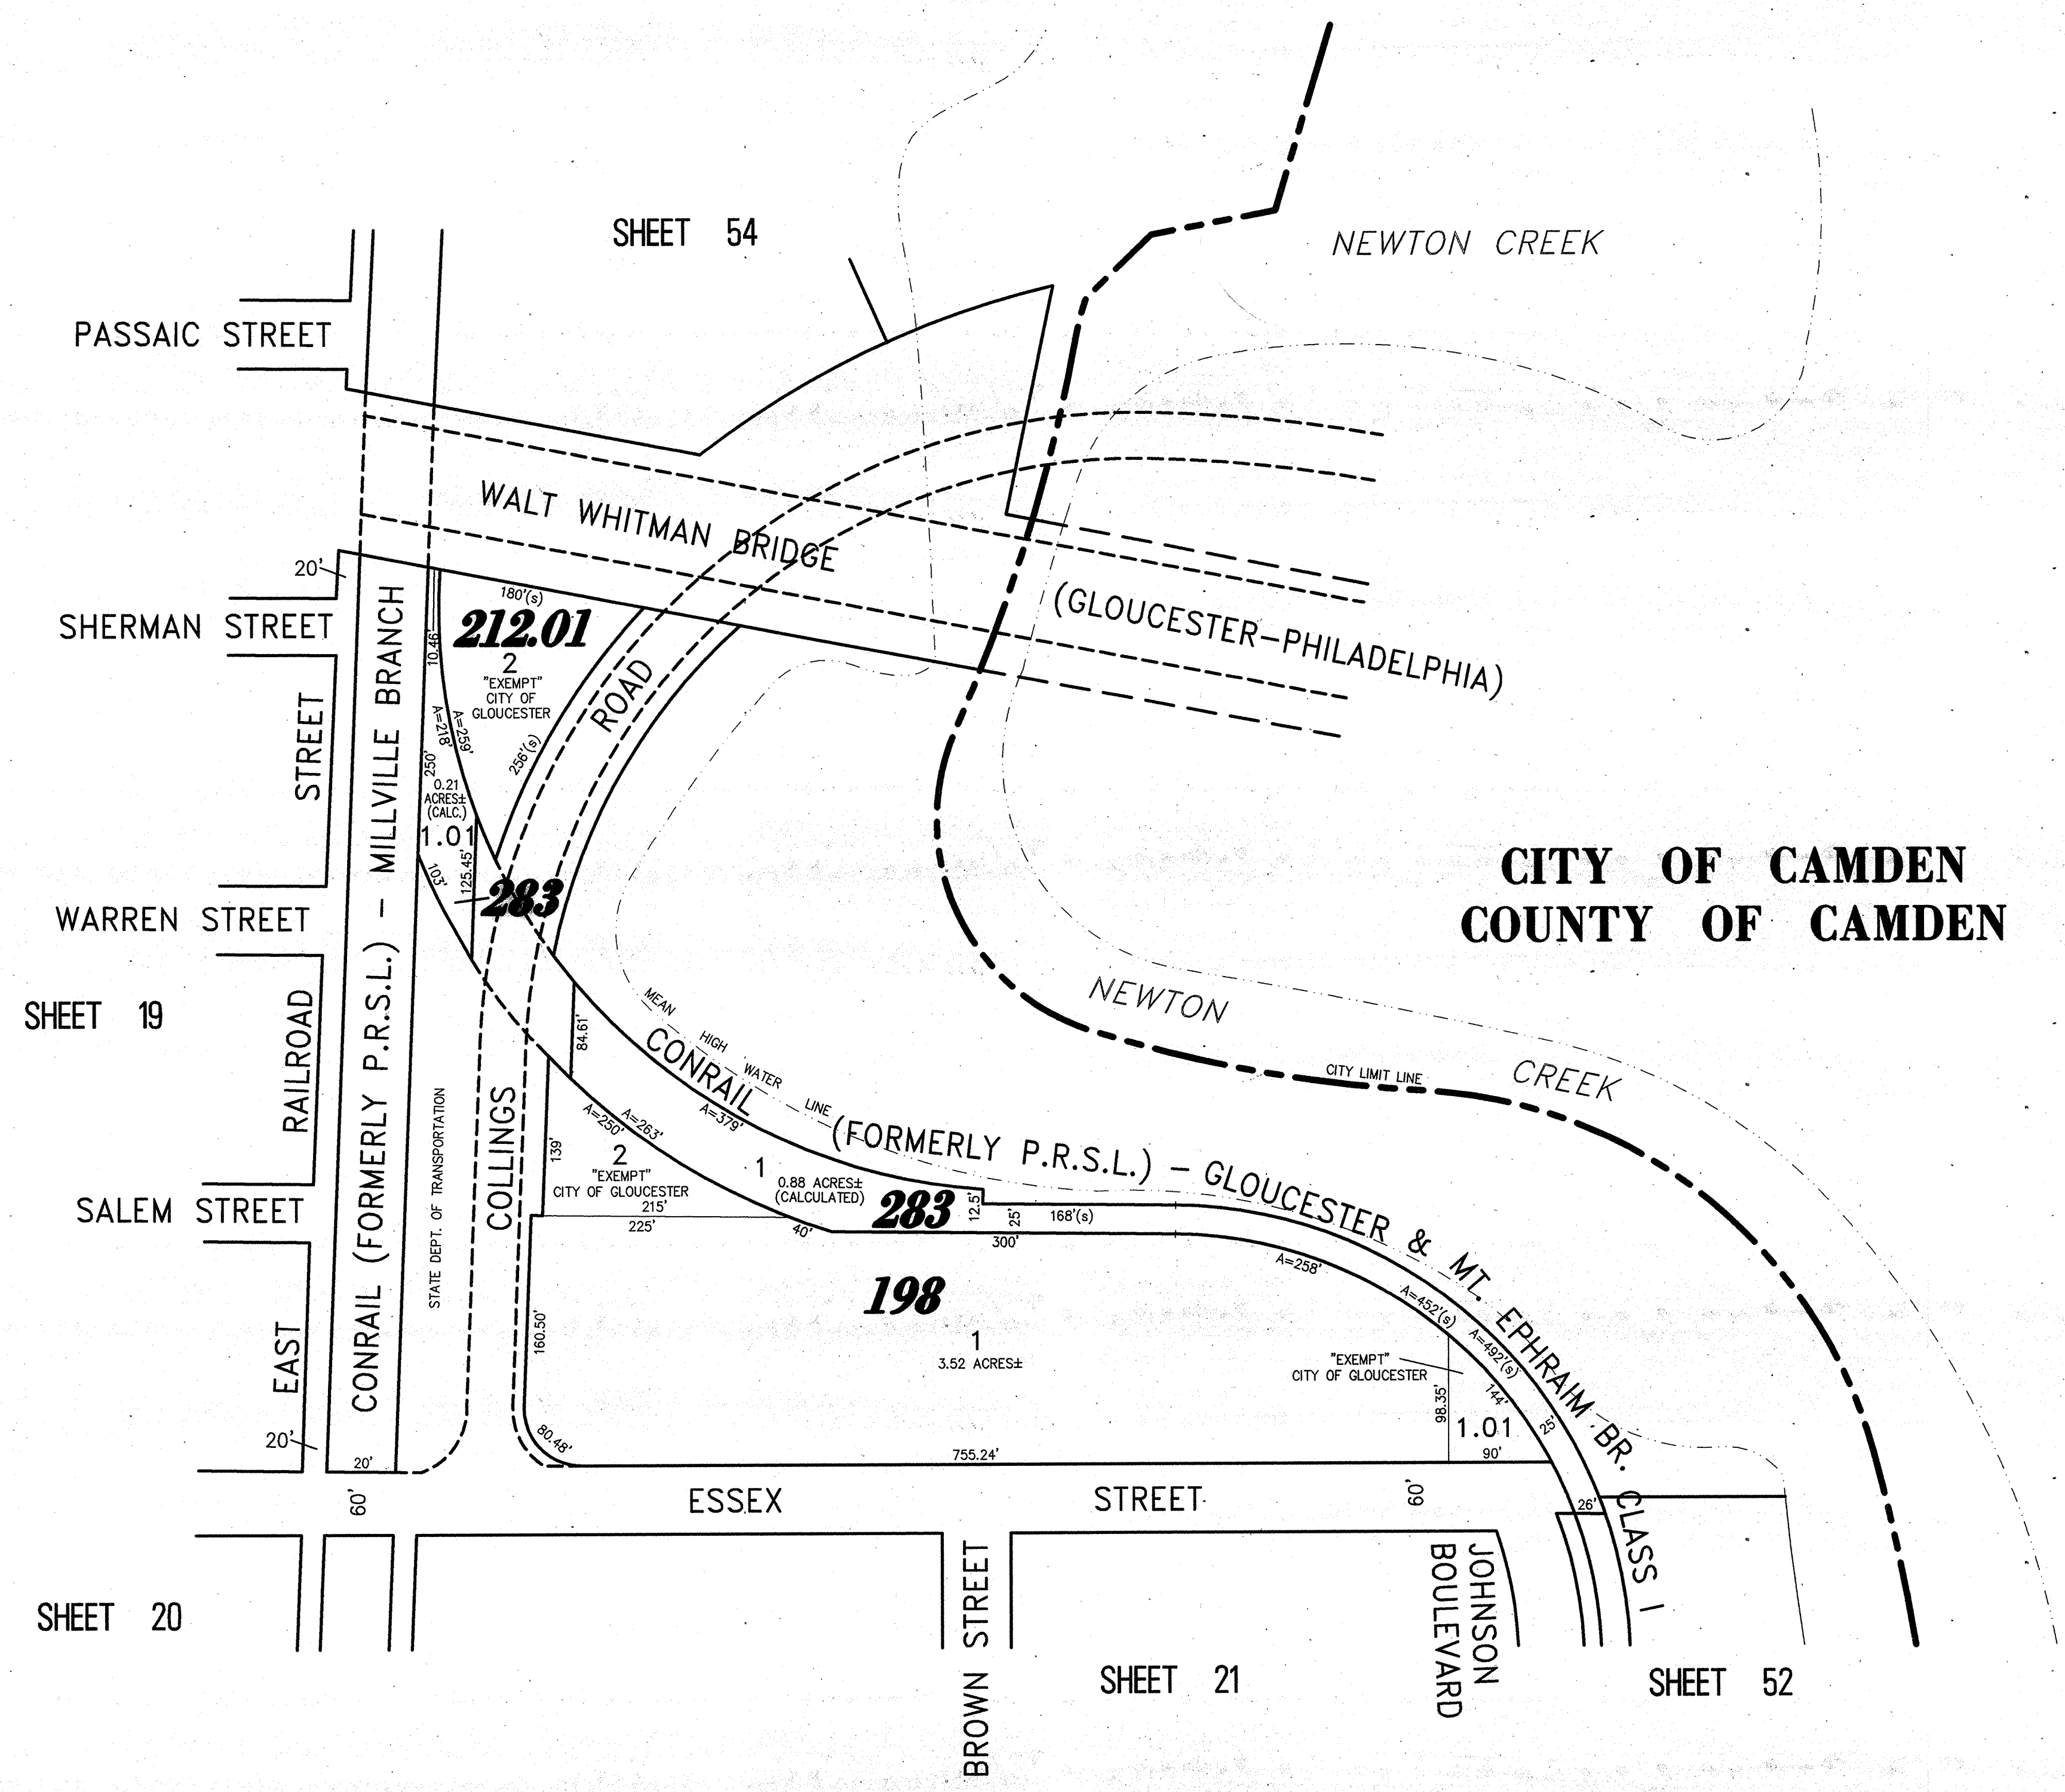 SHEET 54
NEWTON CREEK
PASSAIC STREET
WALT WHITMAN BRIDGE
(GLOUCESTER-PHILADELPHIA)
20'
SHERMAN STREET
180'(s)
212.01
2
"EXEMPT"
CITY OF
GLOUCESTER
10.46'
A=218'
A=259'
256'(s)
ROAD
STREET
250'
0.21
ACRES±
(CALC.)
1.01
103'
125.45'
283
CITY OF CAMDEN
COUNTY OF CAMDEN
WARREN STREET
SHEET 19
RAILROAD
CONRAIL (FORMERLY P.R.S.L.) - MILLVILLE BRANCH
STATE DEPT. OF TRANSPORTATION
COLLINGS
84.61'
MEAN HIGH WATER LINE
NEWTON CREEK
CITY LIMIT LINE
CONRAIL (FORMERLY P.R.S.L.) - GLOUCESTER & MT. EPHRAIM BR. CLASS I
A=250'
A=263'
A=379'
139'
2
"EXEMPT"
CITY OF GLOUCESTER
215'
225'
1
0.88 ACRES±
(CALCULATED)
283
12.5'
25'
168'(s)
40'
300'
SALEM STREET
198
1
3.52 ACRES±
A=258'
A=452'(s)
A=492'(s)
160.50'
"EXEMPT"
CITY OF GLOUCESTER
144'
98.35'
1.01
25'
90'
EAST
20'
20'
80.48'
755.24'
60'
ESSEX STREET
60'
26'
JOHNSON
BOULEVARD
BROWN STREET
SHEET 20
SHEET 21
SHEET 52